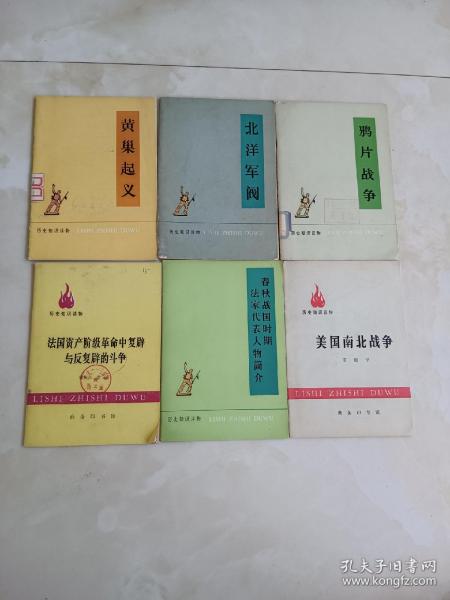 黄巢起义
历史知识读物
LISHI ZHISHI DUWU
北洋军阀
历史知识读物
LISHI ZHISHI DUWU
鸦片战争
历史知识读物
LISHI ZHISHI DUWU
历史知识读物
法国资产阶级革命中复辟
与反复辟的斗争
LISHI ZHISHI DUWU
商务印书馆
春秋战国时期
法家代表人物简介
历史知识读物
LISHI ZHISHI DUWU
历史知识读物
美国南北战争
LISHI ZHISHI DUWU
商务印书馆
孔夫子旧书网
www.kongfz.com